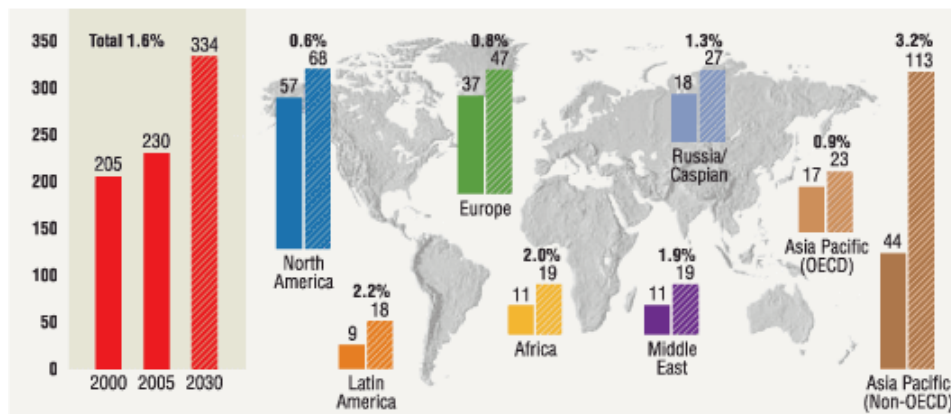 350
300
250
200
150
100
50
0
Total 1.6%
205
230
334
2000 2005 2030
0.6%
57
68
North
America
2.2%
9
18
Latin
America
0.8%
37
47
Europe
2.0%
11
19
Africa
1.3%
18
27
Russia/
Caspian
1.9%
11
19
Middle
East
0.9%
17
23
Asia Pacific
(OECD)
3.2%
44
113
Asia Pacific
(Non-OECD)